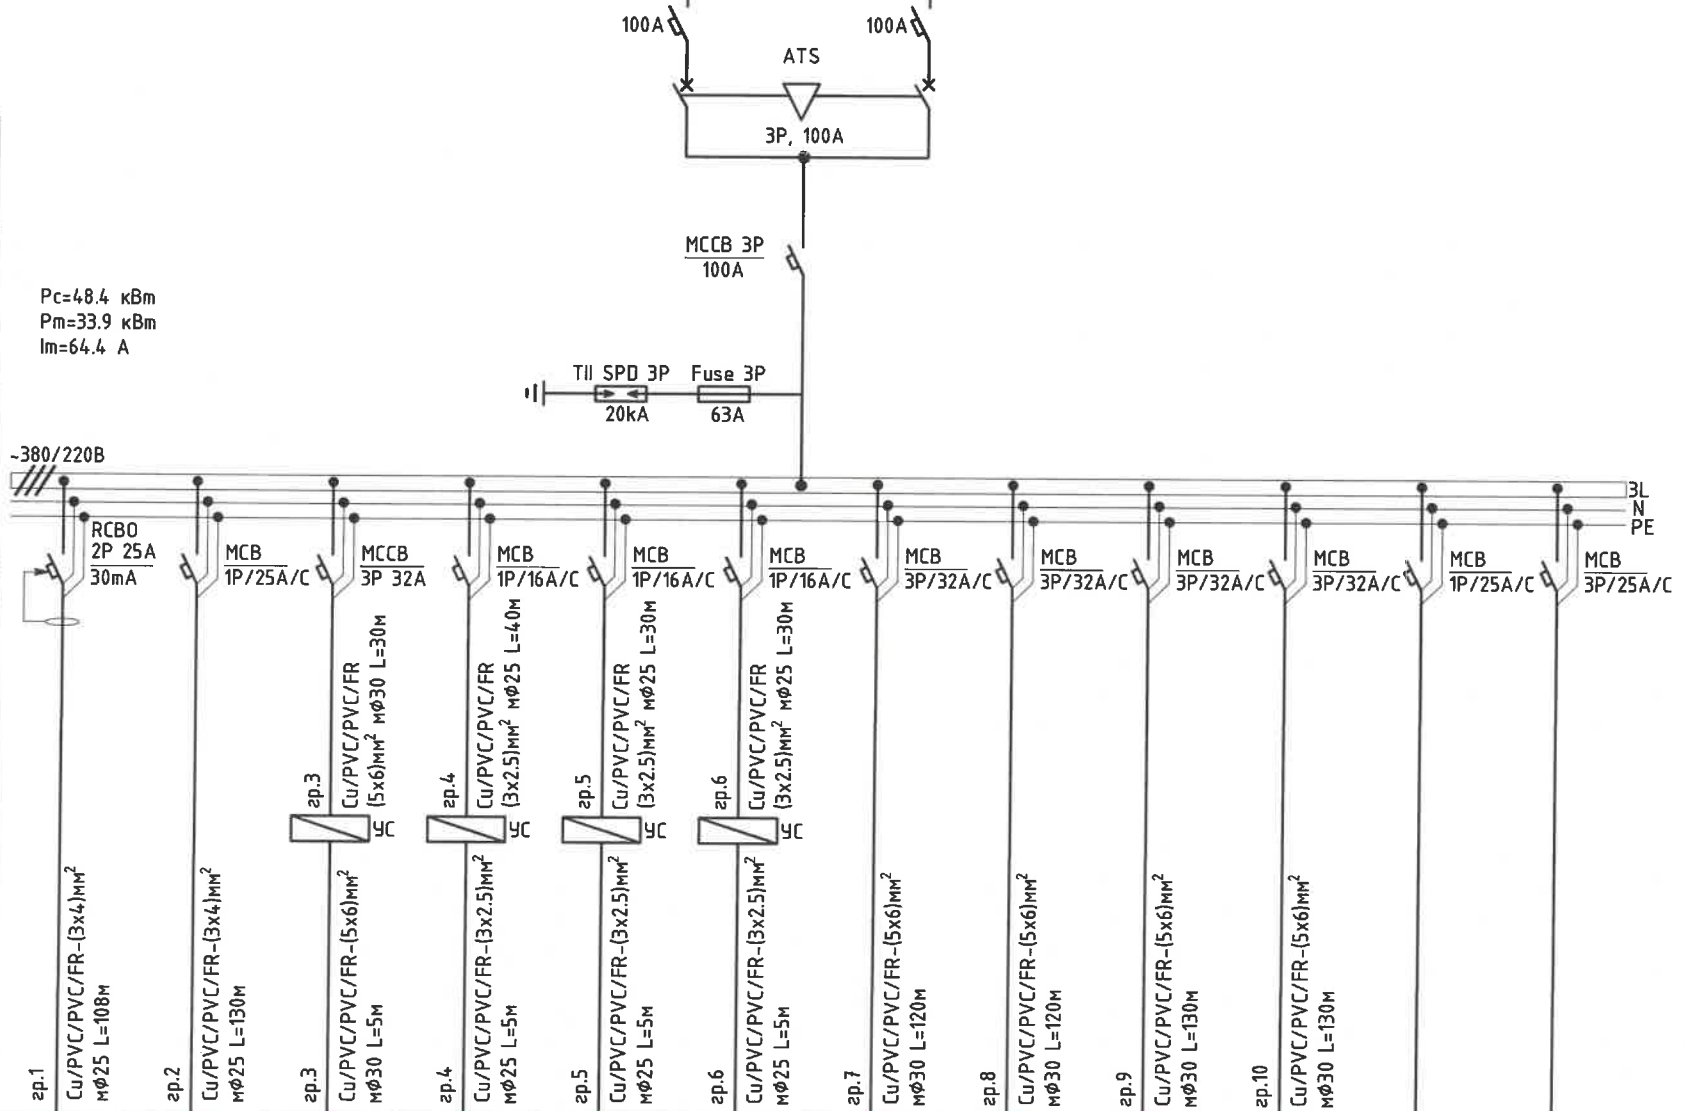 100A
100A
ATS
3P, 100A
MCCB 3P
100A
Pc=48.4 кВт
Pm=33.9 кВт
Im=64.4 A
TII SPD 3P
Fuse 3P
20kA
63A
~380/220В
3L
N
PE
RCBO
2P 25A
30mA
MCB
1P/25A/C
MCCB
3P 32A
MCB
1P/16A/C
MCB
1P/16A/C
MCB
1P/16A/C
MCB
3P/32A/C
MCB
3P/32A/C
MCB
3P/32A/C
MCB
3P/32A/C
MCB
1P/25A/C
MCB
3P/25A/C
гр.3
Cu/PVC/PVC/FR
(5x6)мм² мф30 L=30м
УС
гр.4
Cu/PVC/PVC/FR
(3x2.5)мм² мф25 L=40м
УС
гр.5
Cu/PVC/PVC/FR
(3x2.5)мм² мф25 L=30м
УС
гр.6
Cu/PVC/PVC/FR
(3x2.5)мм² мф25 L=30м
УС
гр.1
Cu/PVC/PVC/FR-(3x4)мм²
мф25 L=108м
гр.2
Cu/PVC/PVC/FR-(3x4)мм²
мф25 L=130м
гр.3
Cu/PVC/PVC/FR-(5x6)мм²
мф30 L=5м
гр.4
Cu/PVC/PVC/FR-(3x2.5)мм²
мф25 L=5м
гр.5
Cu/PVC/PVC/FR-(3x2.5)мм²
мф25 L=5м
гр.6
Cu/PVC/PVC/FR-(3x2.5)мм²
мф25 L=5м
гр.7
Cu/PVC/PVC/FR-(5x6)мм²
мф30 L=120м
гр.8
Cu/PVC/PVC/FR-(5x6)мм²
мф30 L=120м
гр.9
Cu/PVC/PVC/FR-(5x6)мм²
мф30 L=130м
гр.10
Cu/PVC/PVC/FR-(5x6)мм²
мф30 L=130м